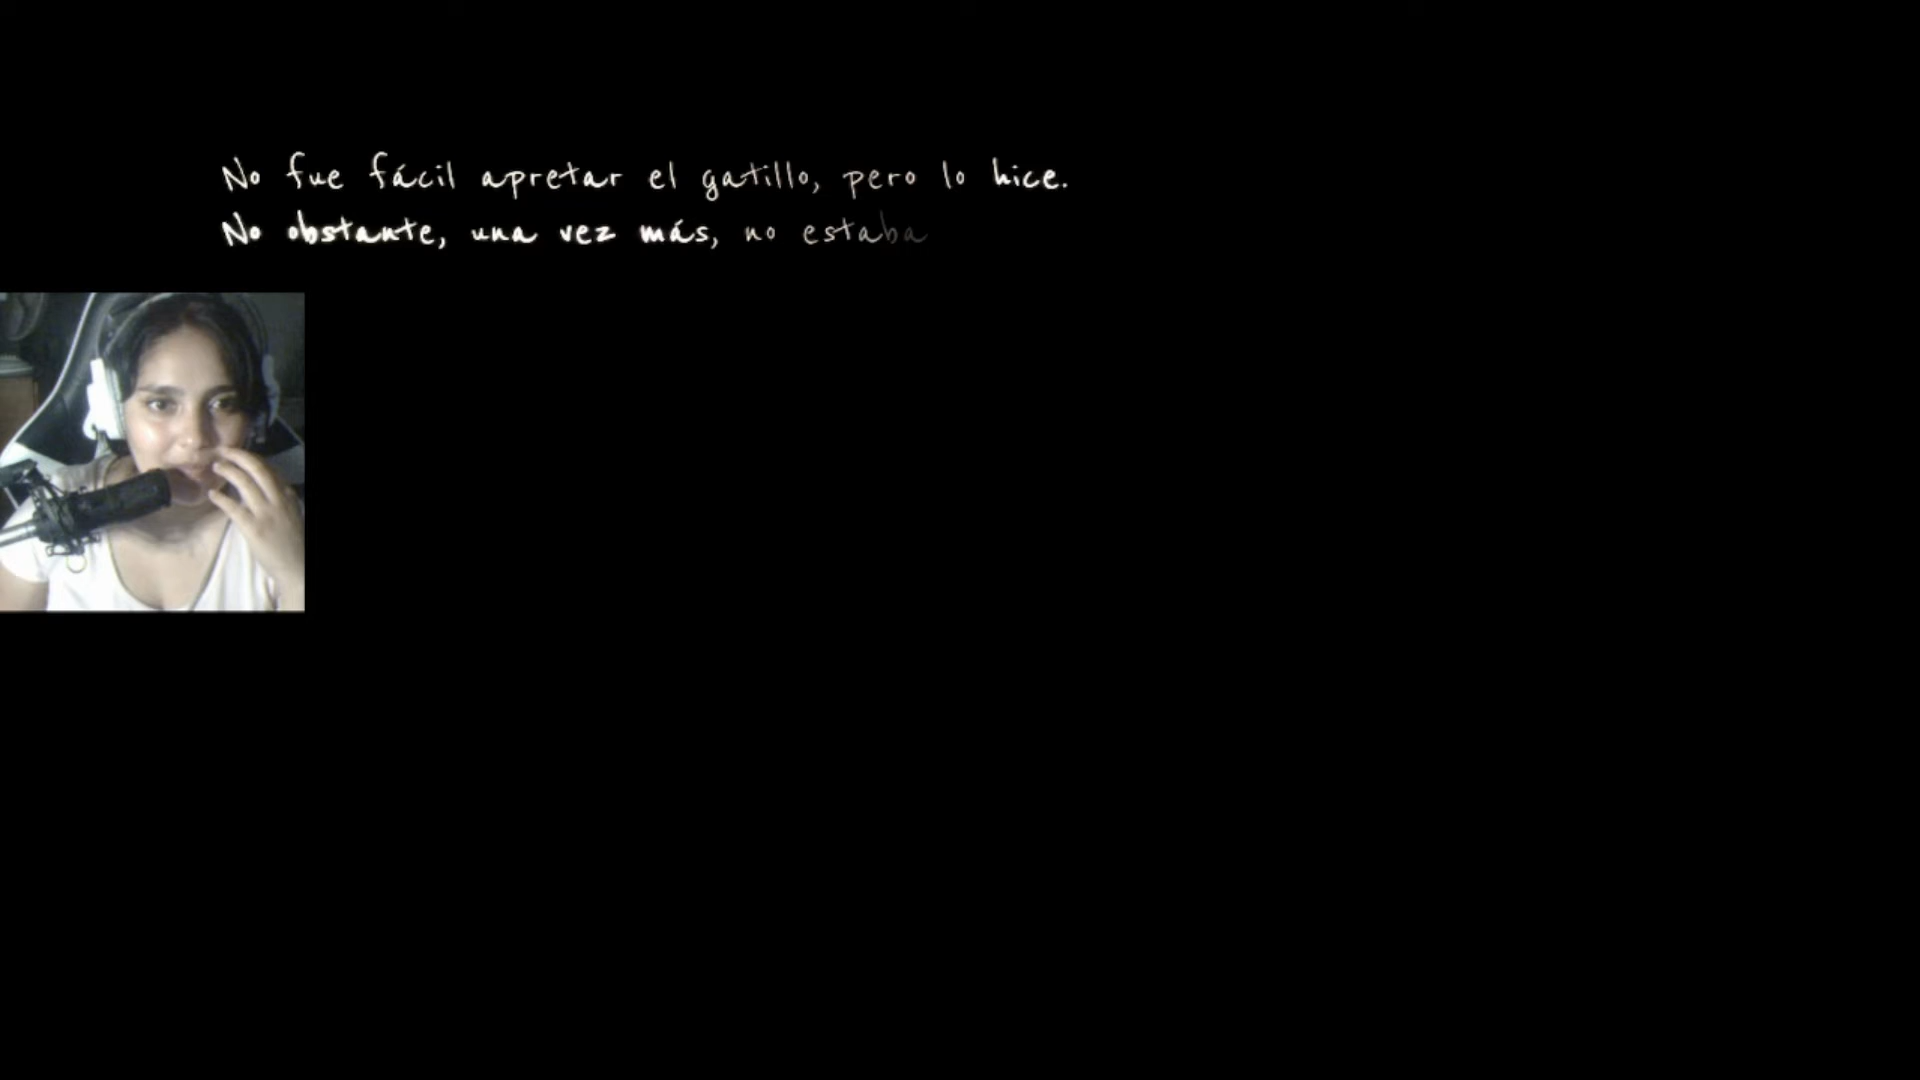 No fue fácil apretar el gatillo, pero lo hice.
No obstante, una vez más, no estaba